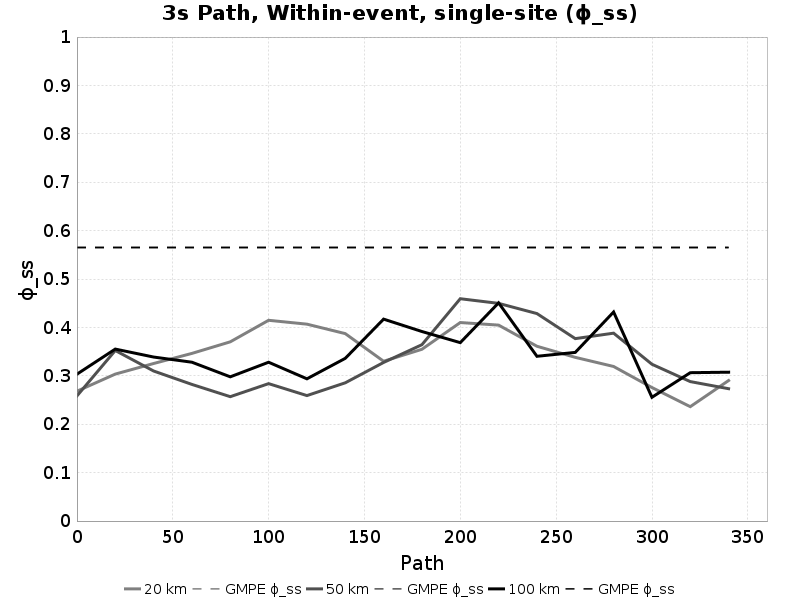 3s Path, Within-event, single-site (ϕ_ss)
1
0.9
0.8
0.7
0.6
0.5
0.4
0.3
0.2
0.1
0
ϕ_ss
0 50 100 150 200 250 300 350
Path
20 km GMPE ϕ_ss 50 km GMPE ϕ_ss 100 km GMPE ϕ_ss